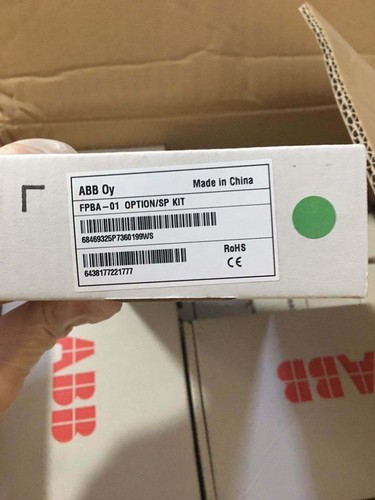 ABB Oy
Made in China
FPBA-01 OPTION/SP KIT
68469325P7360199WS
RoHS
CE
6438177221777
ABB
ABB